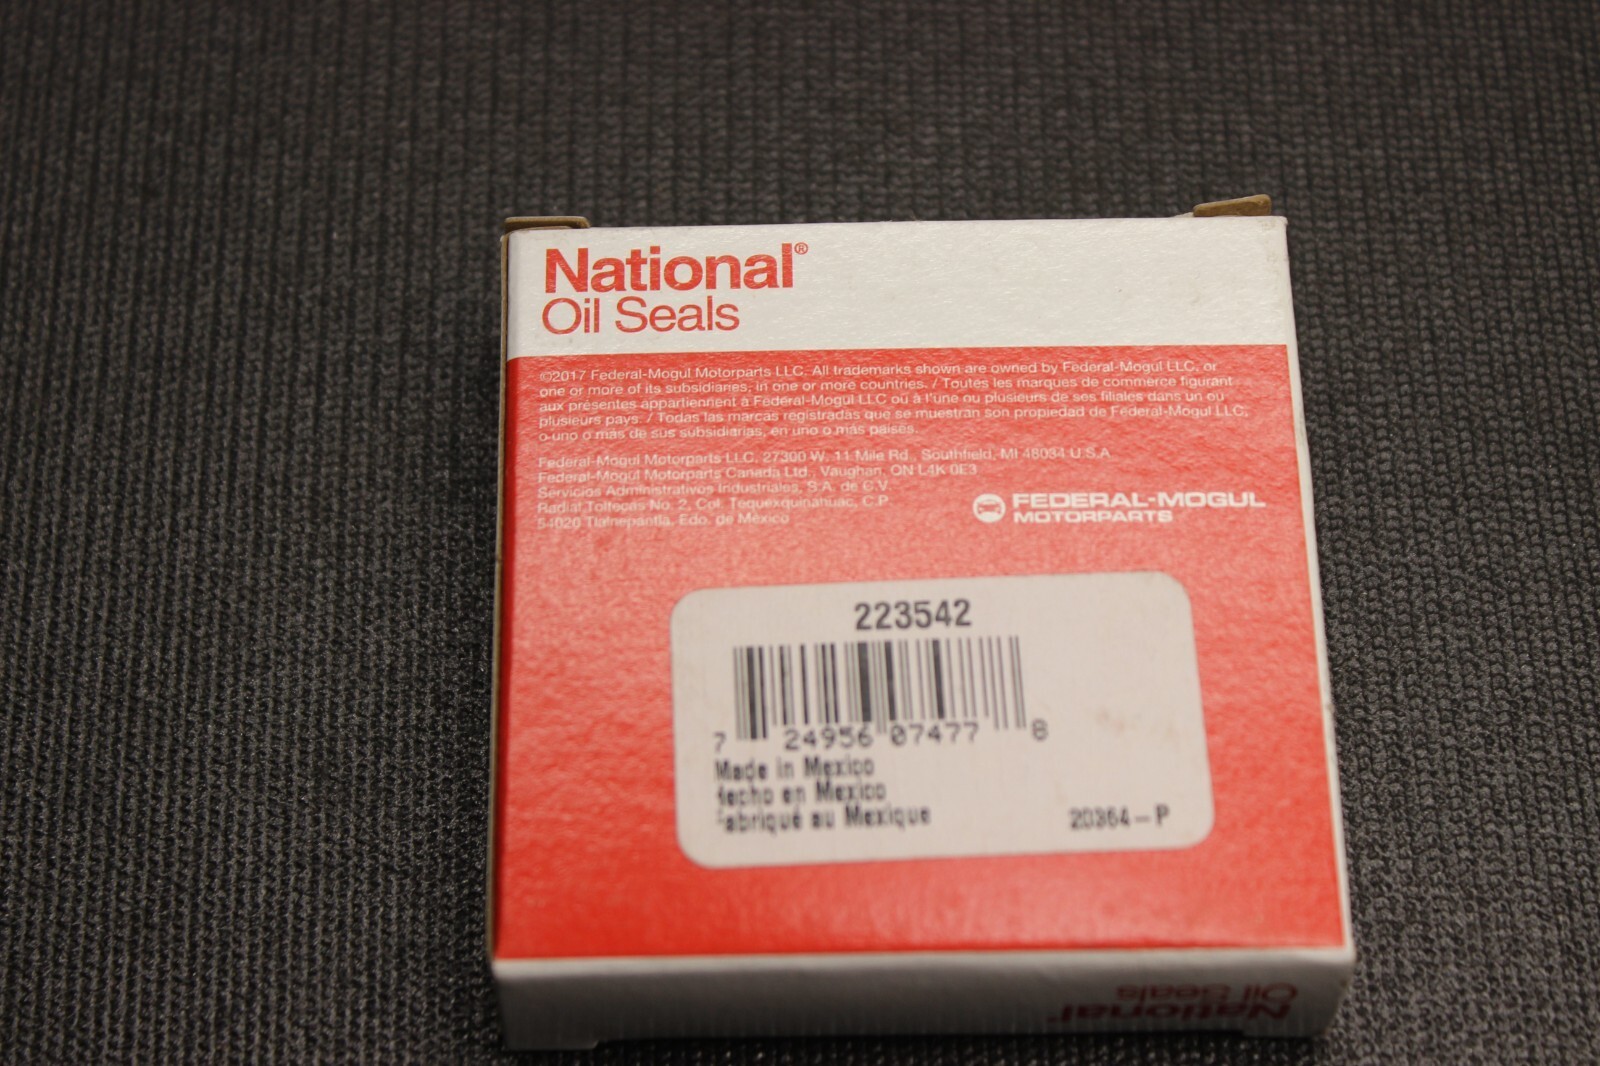 National®
Oil Seals
©2017 Federal-Mogul Motorparts LLC. All trademarks shown are owned by Federal-Mogul LLC, or
one or more of its subsidiaries, in one or more countries. / Toutes les marques de commerce figurant
aux présentes appartiennent à Federal-Mogul LLC ou à l'une ou plusieurs de ses filiales dans un ou
plusieurs pays. / Todas las marcas registradas que se muestran son propiedad de Federal-Mogul LLC,
o uno o más de sus subsidiarias, en uno o más países.
Federal-Mogul Motorparts LLC. 27300 W. 11 Mile Rd., Southfield, MI 48034 U.S.A
Federal-Mogul Motorparts Canada Ltd., Vaughan, ON L4K 0E3
Servicios Administrativos Industriales, S.A. de C.V.
Radial Toltecas No. 2, Col. Tequexquinahuac, C.P.
54020 Tlalnepantla, Edo. de México
FEDERAL-MOGUL
MOTORPARTS
223542
7 24956 07477 8
Made in Mexico
Hecho en Mexico
Fabriqué au Mexique
20364-P
National
Oil Seals